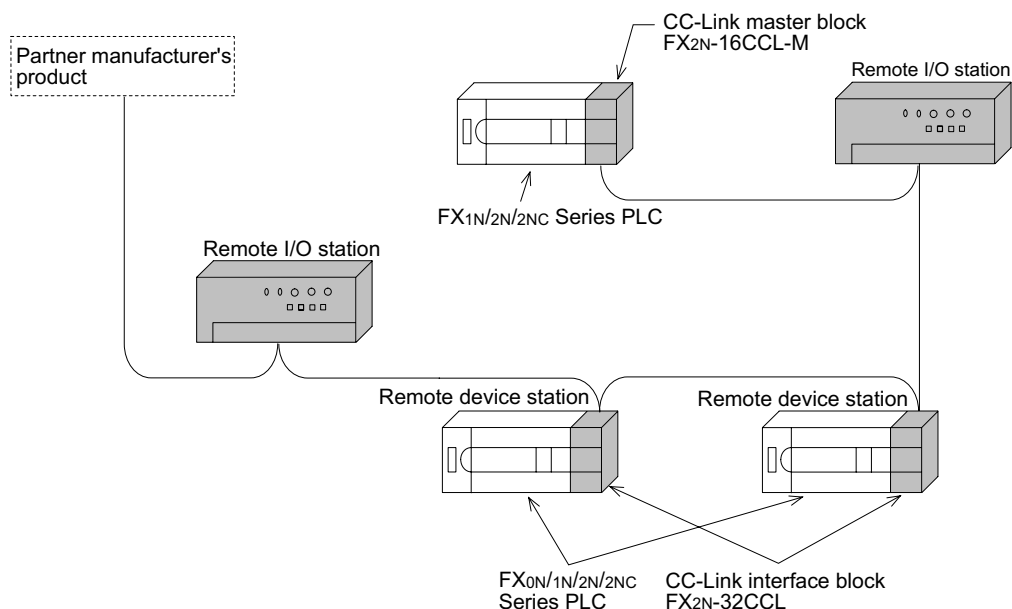 CC-Link master block
FX2N-16CCL-M
Partner manufacturer's
product
Remote I/O station
FX1N/2N/2NC Series PLC
Remote I/O station
Remote device station
Remote device station
FX0N/1N/2N/2NC
Series PLC
CC-Link interface block
FX2N-32CCL